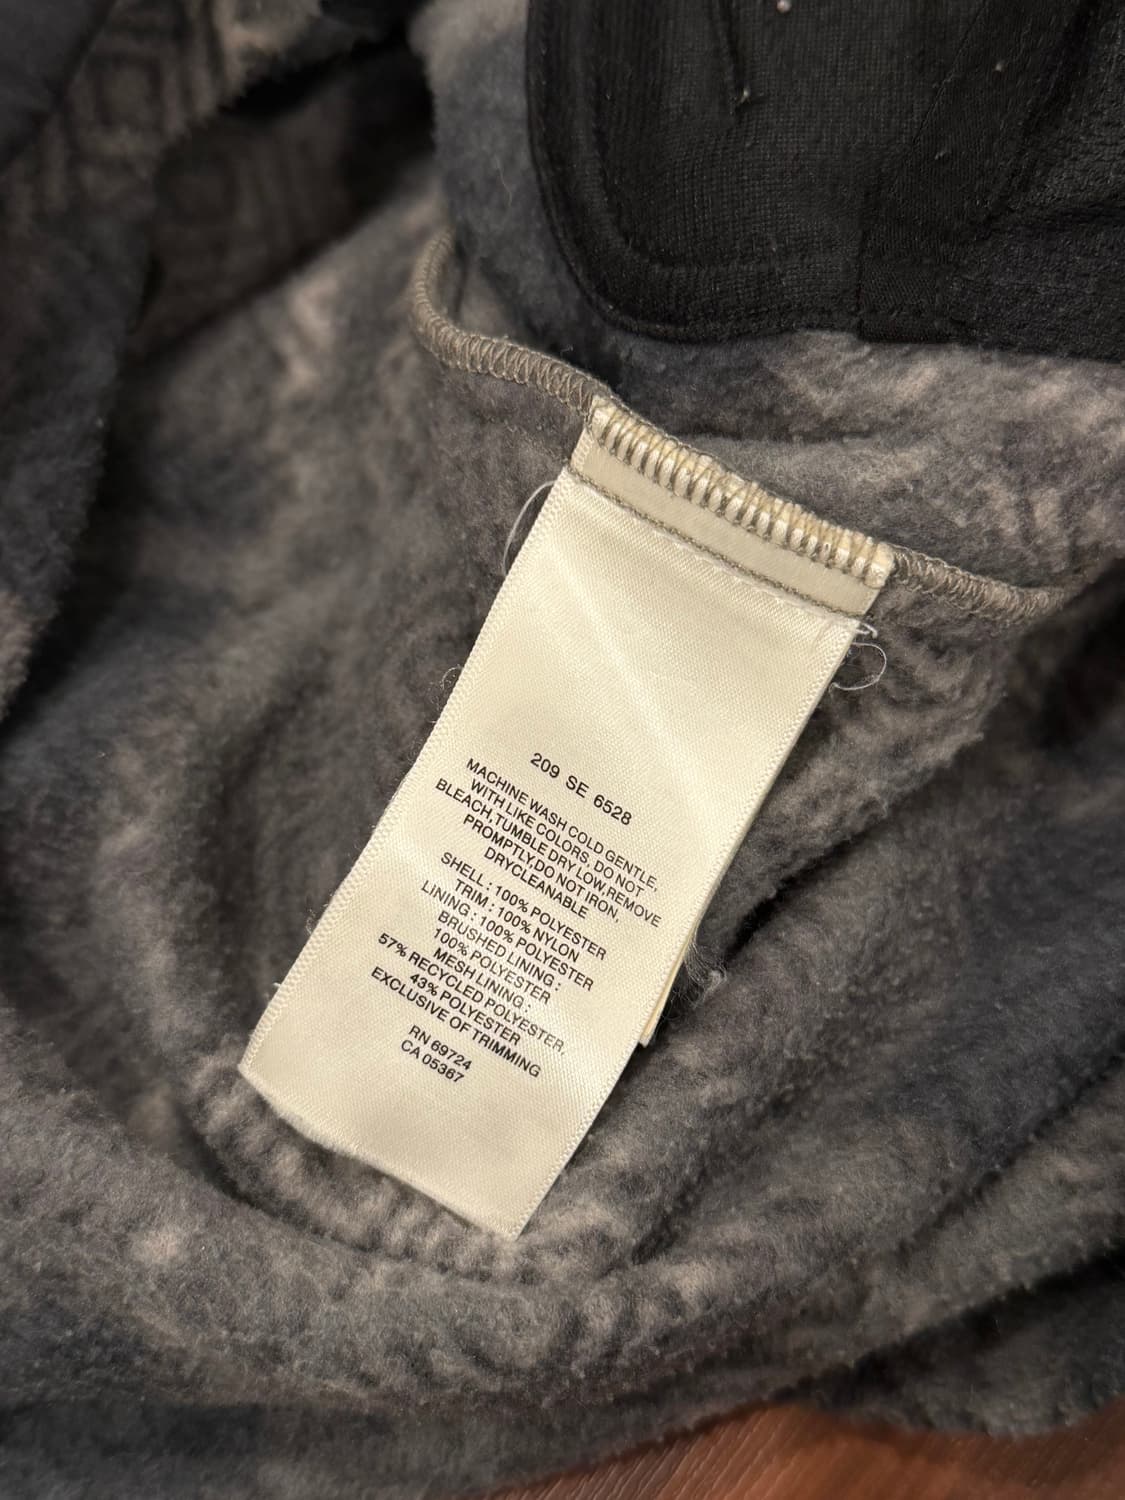 209 SE 6528
MACHINE WASH COLD GENTLE,
WITH LIKE COLORS, DO NOT
BLEACH,TUMBLE DRY LOW,REMOVE
PROMPTLY,DO NOT IRON,
DRYCLEANABLE
SHELL : 100% POLYESTER
TRIM : 100% NYLON
LINING : 100% POLYESTER
BRUSHED LINING :
100% POLYESTER
MESH LINING :
57% RECYCLED POLYESTER,
43% POLYESTER
EXCLUSIVE OF TRIMMING
RN 69724
CA 05367